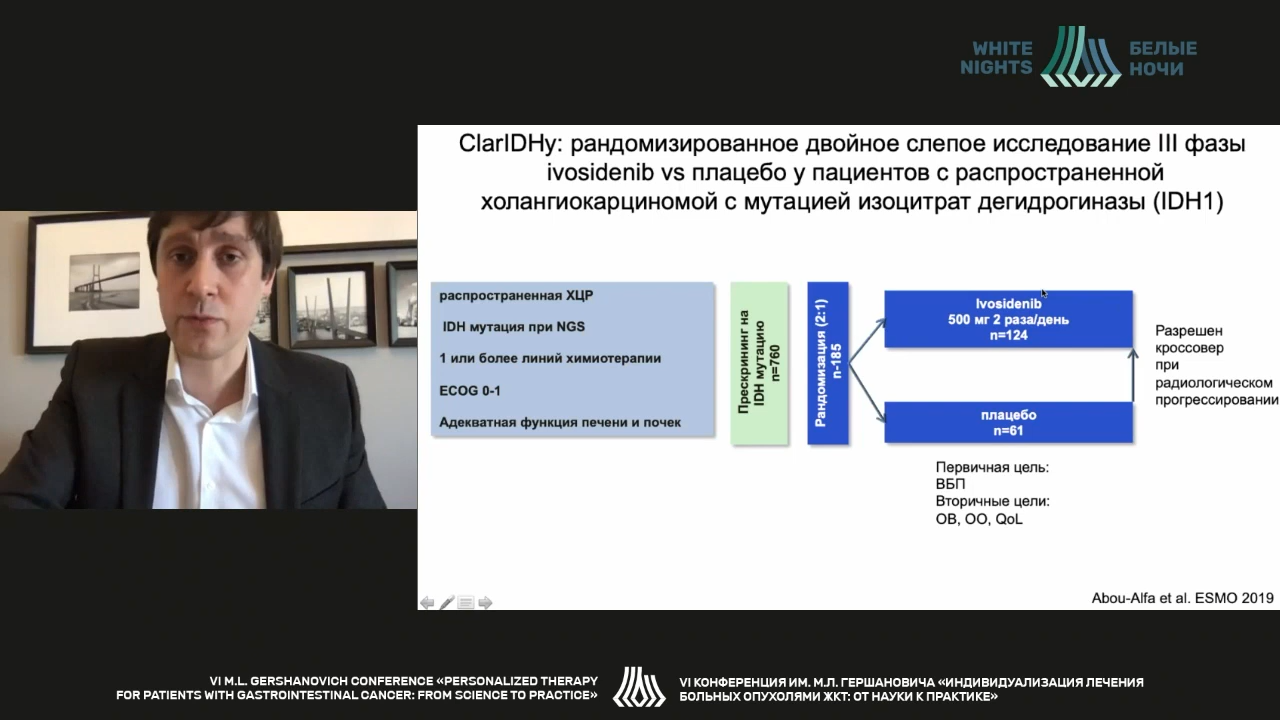 WHITE
NIGHTS
БЕЛЫЕ
НОЧИ
ClarIDHy: рандомизированное двойное слепое исследование III фазы
ivosidenib vs плацебо у пациентов с распространенной
холангиокарциномой с мутацией изоцитрат дегидрогиназы (IDH1)
распространенная ХЦР
IDH мутация при NGS
1 или более линий химиотерапии
ECOG 0-1
Адекватная функция печени и почек
Прескрининг на
IDH мутацию
n=760
Рандомизация (2:1)
n-185
Ivosidenib
500 мг 2 раза/день
n=124
плацебо
n=61
Разрешен
кроссовер
при
радиологическом
прогрессировании
Первичная цель:
ВБП
Вторичные цели:
ОВ, ОО, QoL
Abou-Alfa et al. ESMO 2019
VI M.L. GERSHANOVICH CONFERENCE «PERSONALIZED THERAPY
FOR PATIENTS WITH GASTROINTESTINAL CANCER: FROM SCIENCE TO PRACTICE»
VI КОНФЕРЕНЦИЯ ИМ. М.Л. ГЕРШАНОВИЧА «ИНДИВИДУАЛИЗАЦИЯ ЛЕЧЕНИЯ
БОЛЬНЫХ ОПУХОЛЯМИ ЖКТ: ОТ НАУКИ К ПРАКТИКЕ»